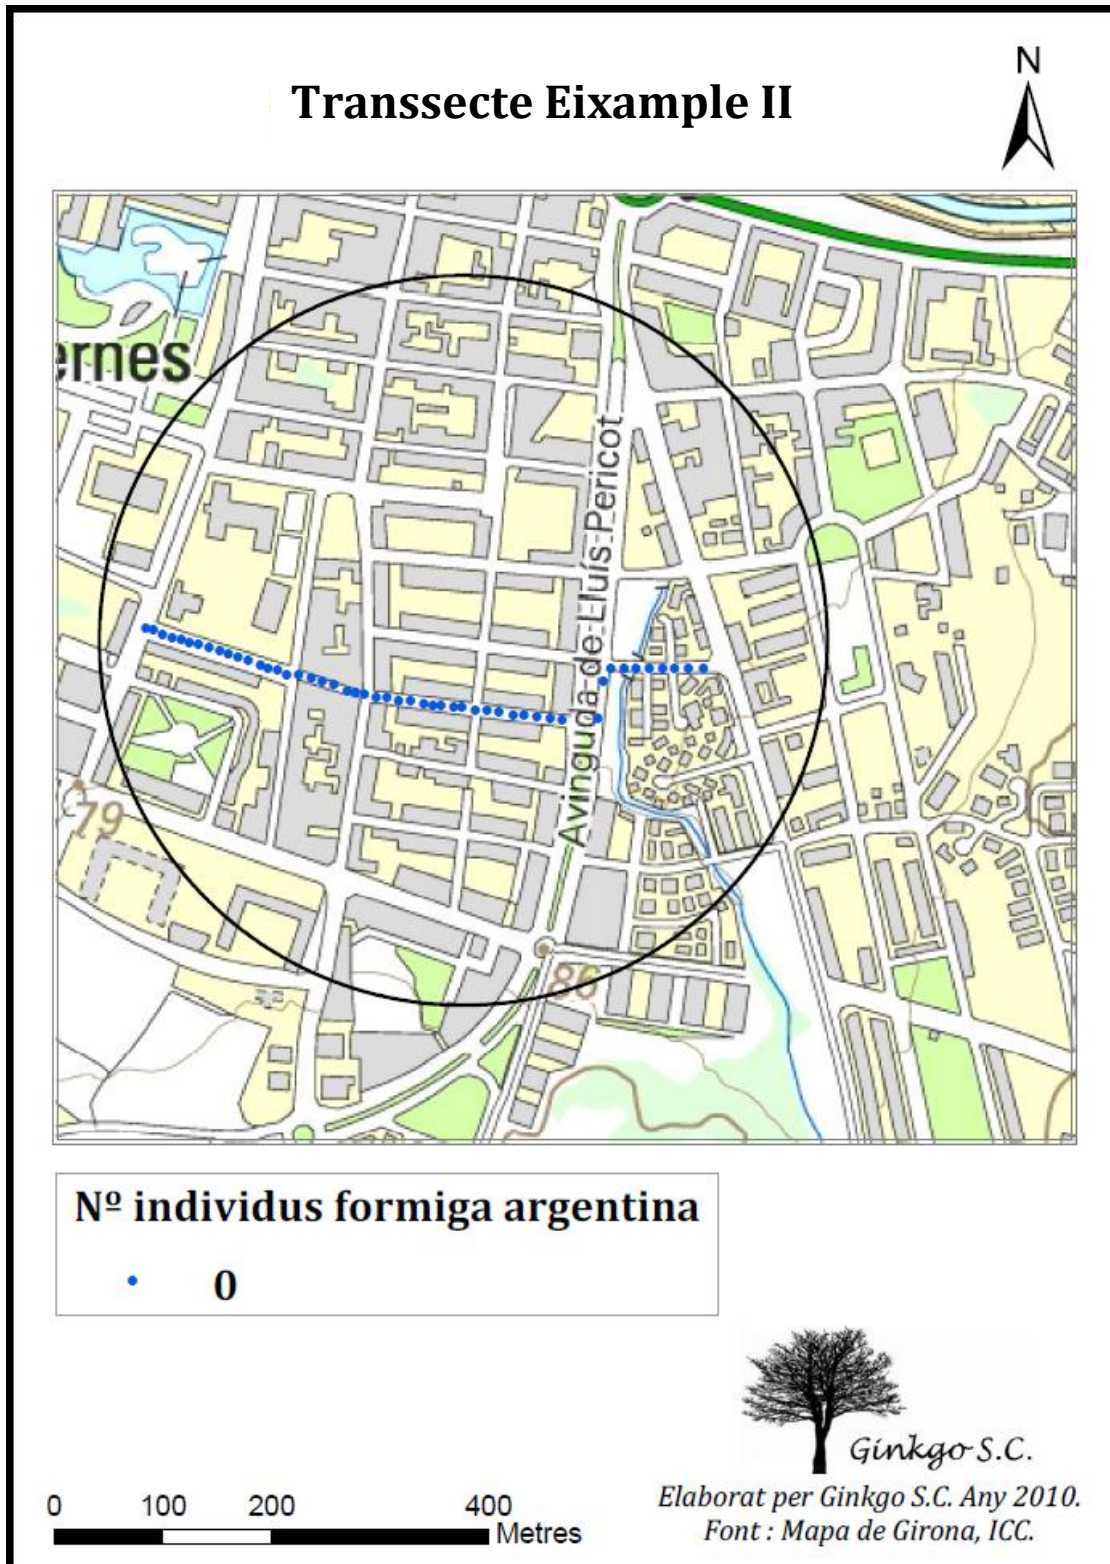 N
Transsecte Eixample II
ernes
Avinguda de Lluís Pericot
79
86
Nº individus formiga argentina
0
Ginkgo S.C.
0 100 200 400
Metres
Elaborat per Ginkgo S.C. Any 2010.
Font : Mapa de Girona, ICC.